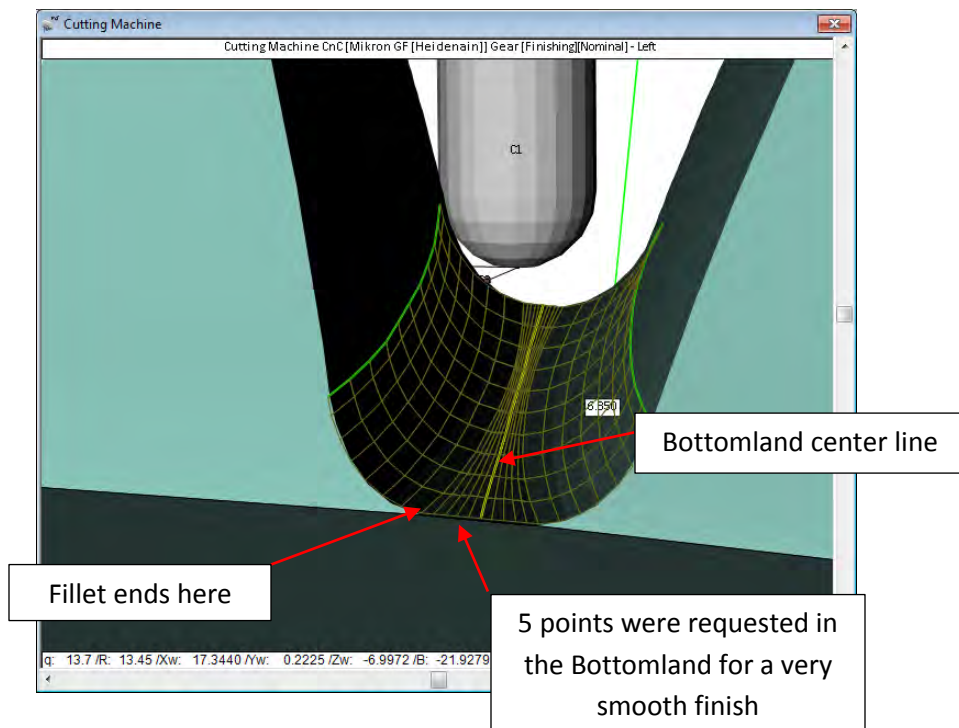 Cutting Machine
Cutting Machine CnC [Mikron GF [Heidenain]] Gear [Finishing][Nominal] - Left
C1
6.350
Bottomland center line
Fillet ends here
5 points were requested in
the Bottomland for a very
smooth finish
q: 13.7 /R: 13.45 /Xw: 17.3440 /Yw: 0.2225 /Zw: -6.9972 /B: -21.9279